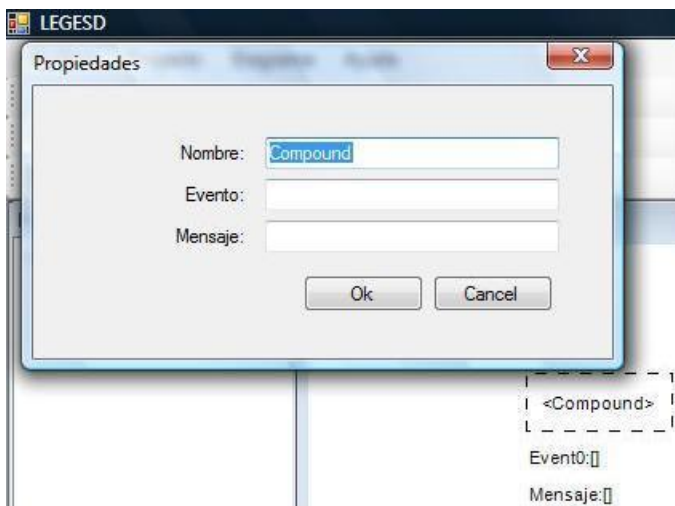 LEGESD
Propiedades
Nombre: Compound
Evento:
Mensaje:
Ok Cancel
<Compound>
Event0:[]
Mensaje:[]